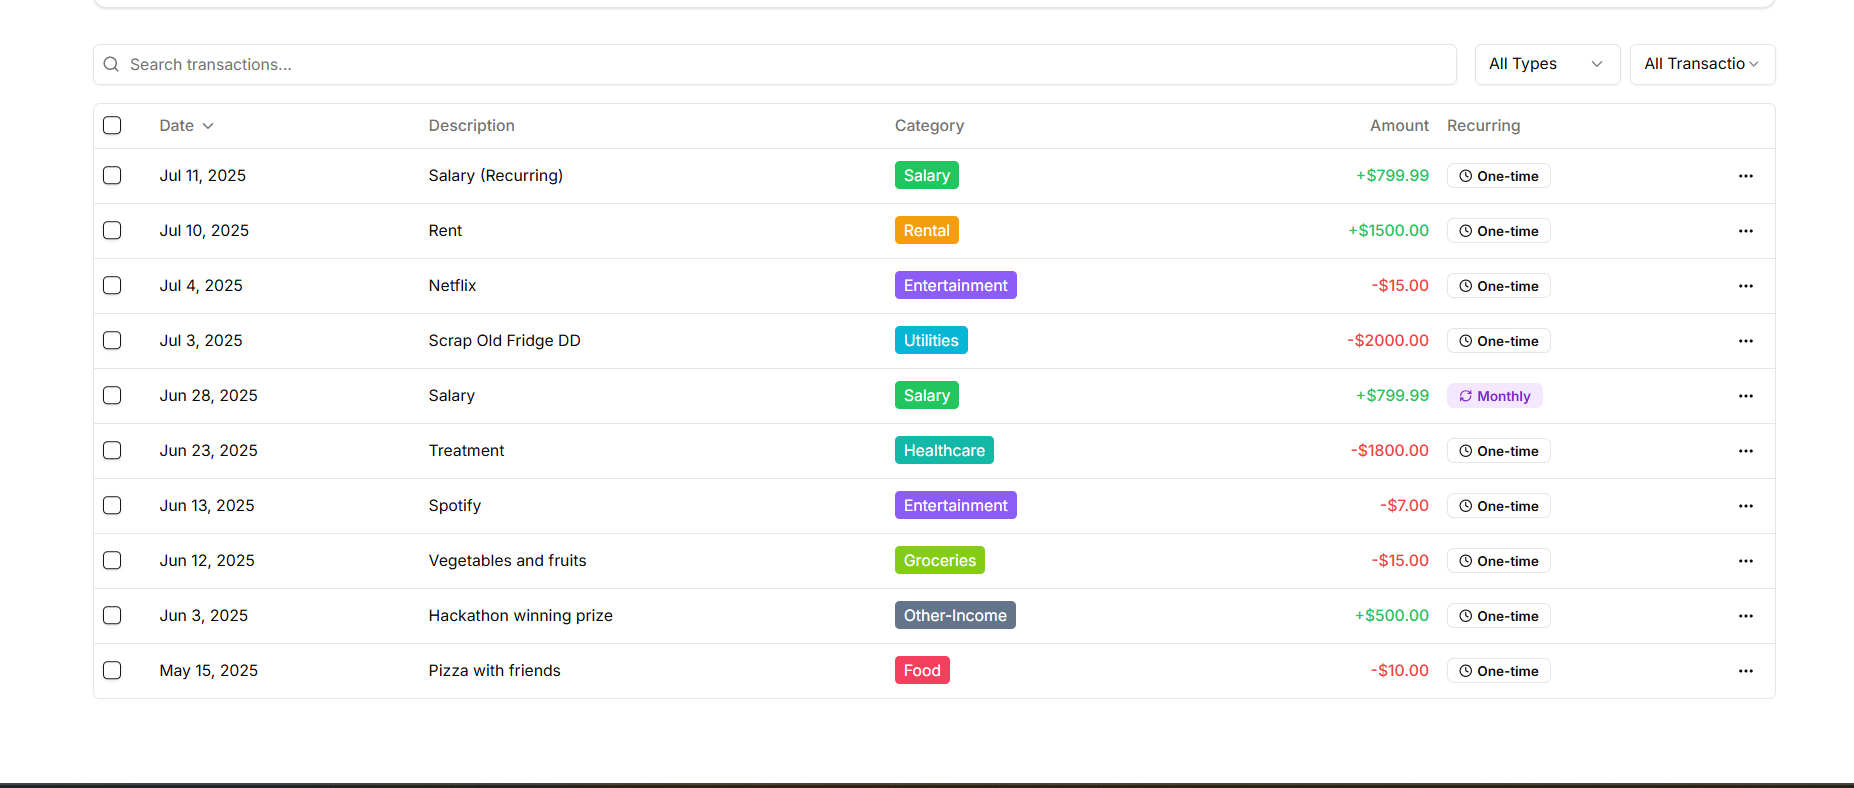 Search transactions...
All Types
All Transactio
Date Description Category Amount Recurring
Jul 11, 2025 Salary (Recurring) Salary +$799.99 One-time
Jul 10, 2025 Rent Rental +$1500.00 One-time
Jul 4, 2025 Netflix Entertainment -$15.00 One-time
Jul 3, 2025 Scrap Old Fridge DD Utilities -$2000.00 One-time
Jun 28, 2025 Salary Salary +$799.99 Monthly
Jun 23, 2025 Treatment Healthcare -$1800.00 One-time
Jun 13, 2025 Spotify Entertainment -$7.00 One-time
Jun 12, 2025 Vegetables and fruits Groceries -$15.00 One-time
Jun 3, 2025 Hackathon winning prize Other-Income +$500.00 One-time
May 15, 2025 Pizza with friends Food -$10.00 One-time